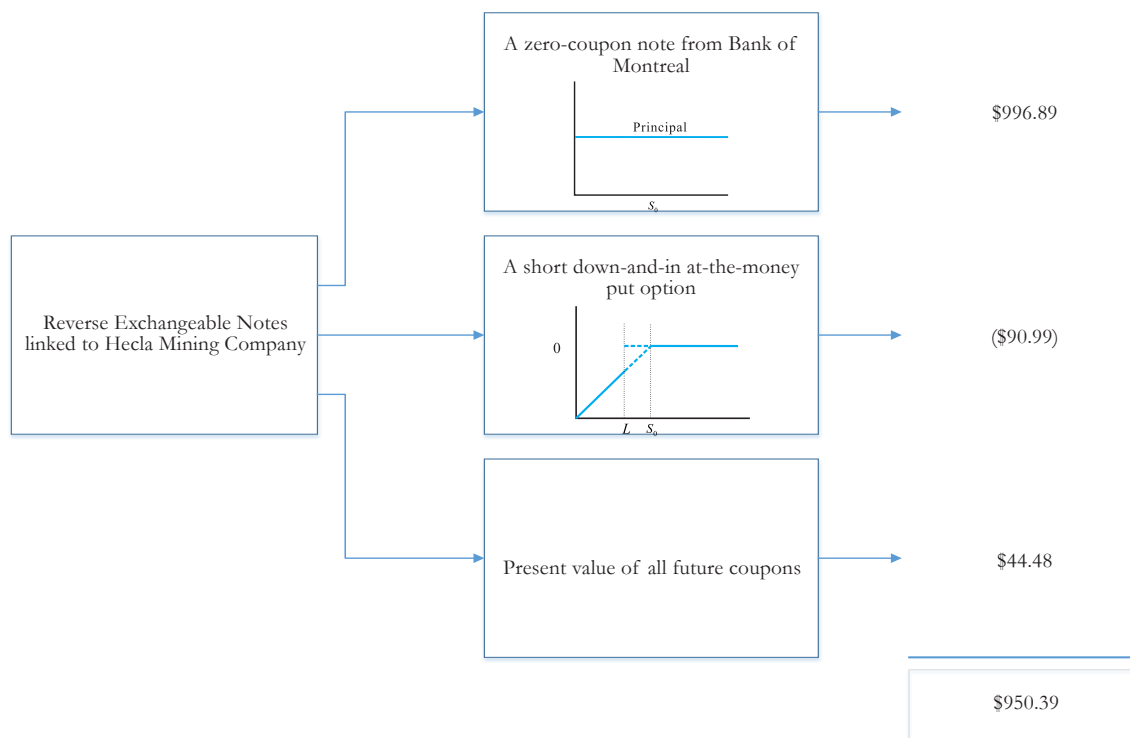 A zero-coupon note from Bank of
Montreal
Principal
S₀
$996.89
Reverse Exchangeable Notes
linked to Hecla Mining Company
A short down-and-in at-the-money
put option
0
L S₀
($90.99)
Present value of all future coupons
$44.48
$950.39